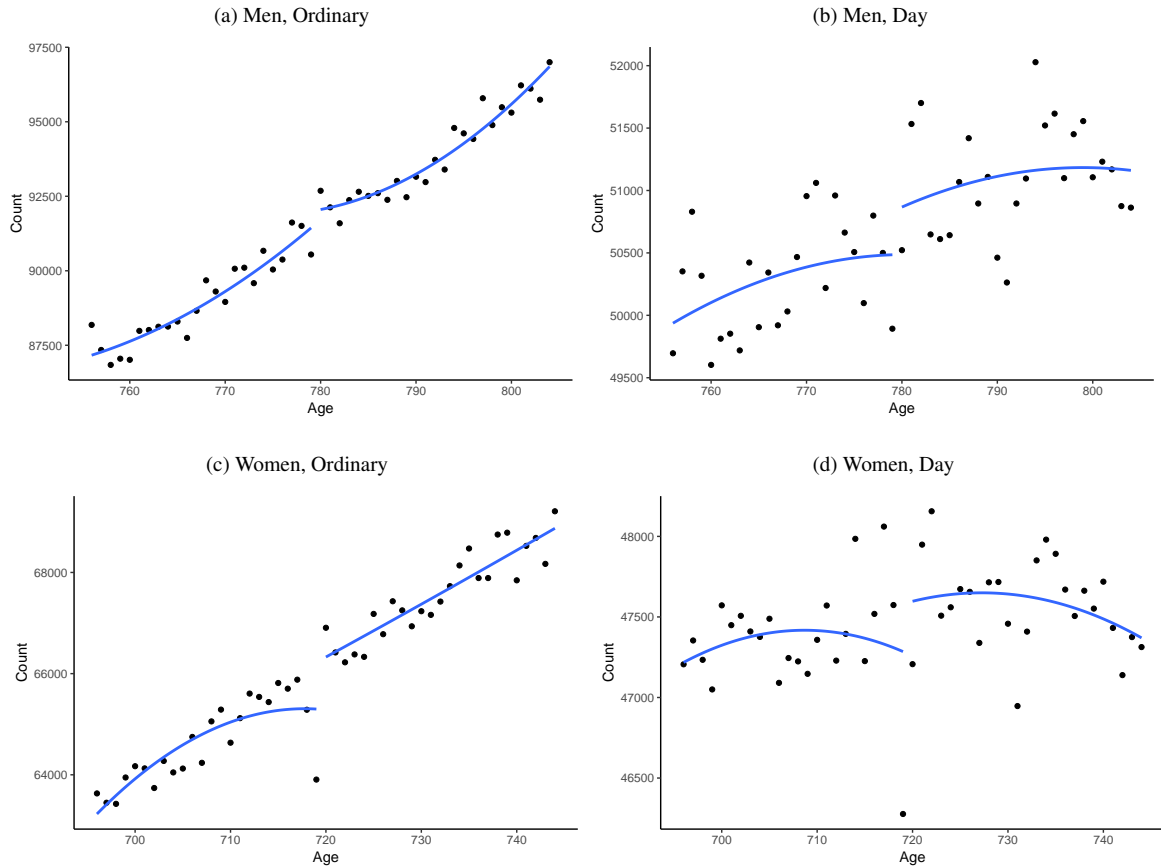 (a) Men, Ordinary
97500
95000
92500
90000
87500
Count
760 770 780 790 800
Age
(b) Men, Day
52000
51500
51000
50500
50000
49500
Count
760 770 780 790 800
Age
(c) Women, Ordinary
68000
66000
64000
Count
700 710 720 730 740
Age
(d) Women, Day
48000
47500
47000
46500
Count
700 710 720 730 740
Age